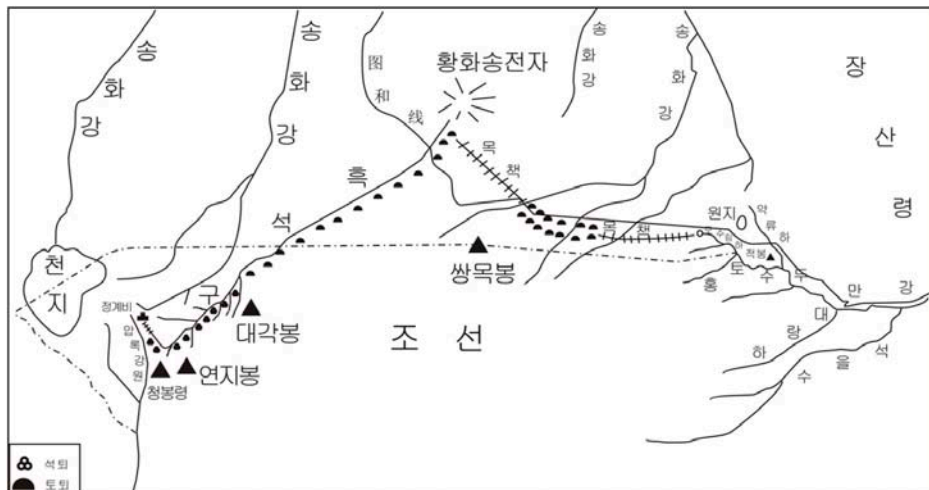 송화강
송화강
图和线
황화송전자
송화강
송화강
장산령
목책
흑석구
목책
원지
약류하
적봉
천지
쌍목봉
홍토수
두만강
정계비
대각봉
조선
하랑대
수을석
압록강원
연지봉
청봉령
석퇴
토퇴